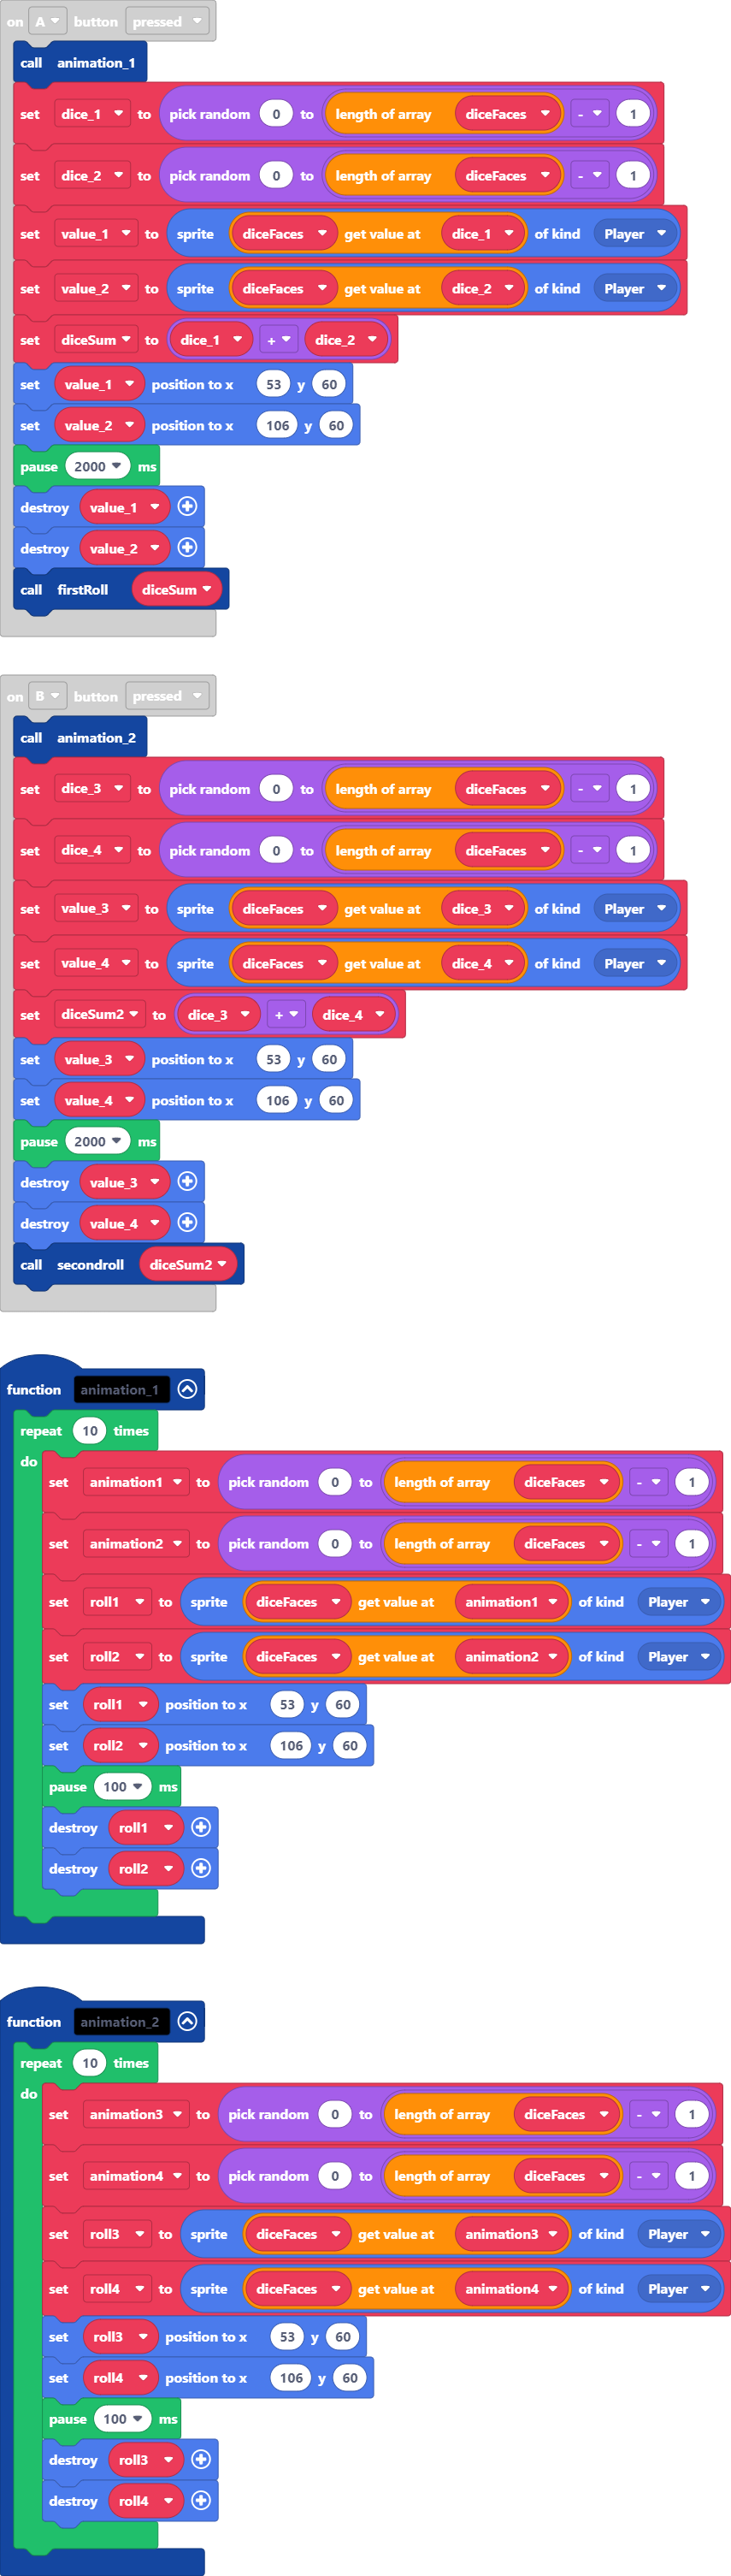 on A button pressed
call animation_1
set dice_1 to pick random 0 to length of array diceFaces - 1
set dice_2 to pick random 0 to length of array diceFaces - 1
set value_1 to sprite diceFaces get value at dice_1 of kind Player
set value_2 to sprite diceFaces get value at dice_2 of kind Player
set diceSum to dice_1 + dice_2
set value_1 position to x 53 y 60
set value_2 position to x 106 y 60
pause 2000 ms
destroy value_1
destroy value_2
call firstRoll diceSum
on B button pressed
call animation_2
set dice_3 to pick random 0 to length of array diceFaces - 1
set dice_4 to pick random 0 to length of array diceFaces - 1
set value_3 to sprite diceFaces get value at dice_3 of kind Player
set value_4 to sprite diceFaces get value at dice_4 of kind Player
set diceSum2 to dice_3 + dice_4
set value_3 position to x 53 y 60
set value_4 position to x 106 y 60
pause 2000 ms
destroy value_3
destroy value_4
call secondroll diceSum2
function animation_1
repeat 10 times
do
set animation1 to pick random 0 to length of array diceFaces - 1
set animation2 to pick random 0 to length of array diceFaces - 1
set roll1 to sprite diceFaces get value at animation1 of kind Player
set roll2 to sprite diceFaces get value at animation2 of kind Player
set roll1 position to x 53 y 60
set roll2 position to x 106 y 60
pause 100 ms
destroy roll1
destroy roll2
function animation_2
repeat 10 times
do
set animation3 to pick random 0 to length of array diceFaces - 1
set animation4 to pick random 0 to length of array diceFaces - 1
set roll3 to sprite diceFaces get value at animation3 of kind Player
set roll4 to sprite diceFaces get value at animation4 of kind Player
set roll3 position to x 53 y 60
set roll4 position to x 106 y 60
pause 100 ms
destroy roll3
destroy roll4